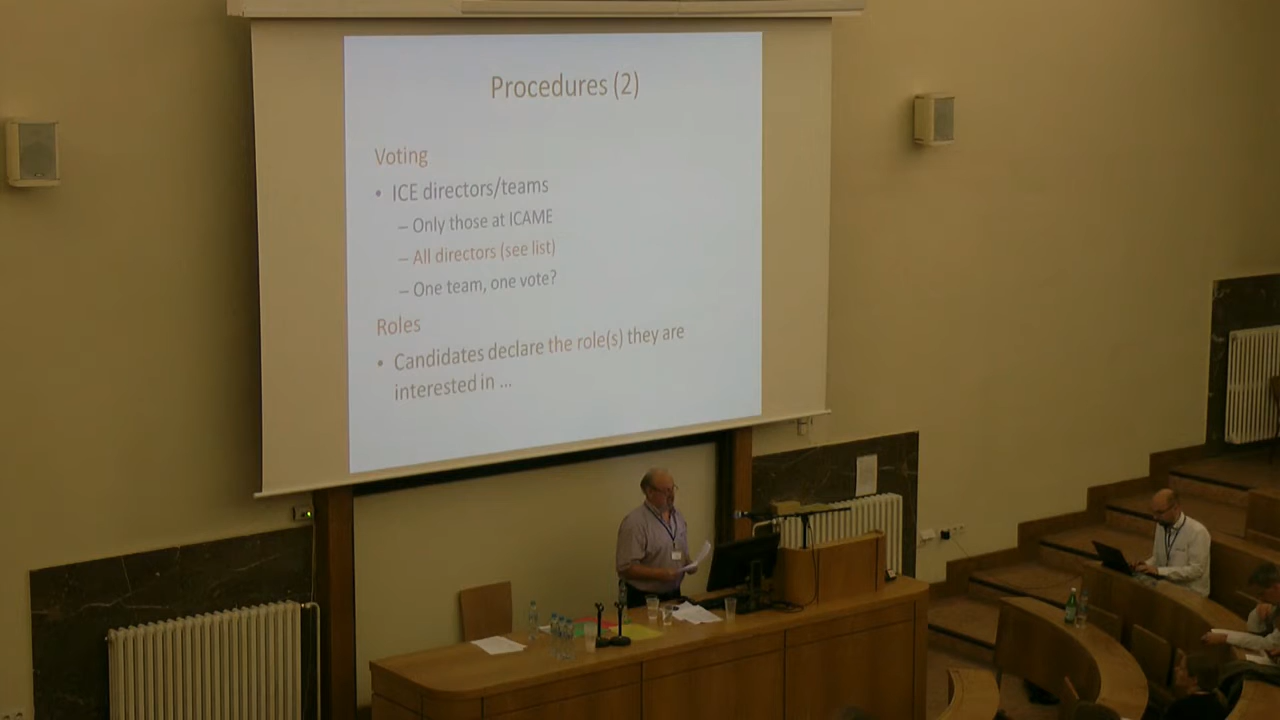 Procedures (2)
Voting
• ICE directors/teams
– Only those at ICAME
– All directors (see list)
– One team, one vote?
Roles
• Candidates declare the role(s) they are
interested in ...